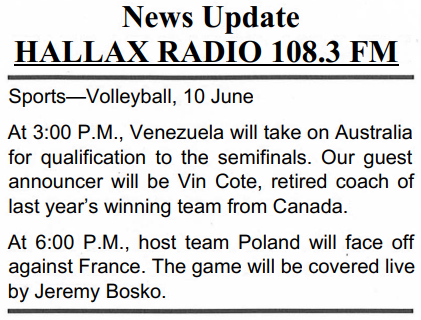 News Update
HALLAX RADIO 108.3 FM
Sports—Volleyball, 10 June
At 3:00 P.M., Venezuela will take on Australia
for qualification to the semifinals. Our guest
announcer will be Vin Cote, retired coach of
last year's winning team from Canada.
At 6:00 P.M., host team Poland will face off
against France. The game will be covered live
by Jeremy Bosko.